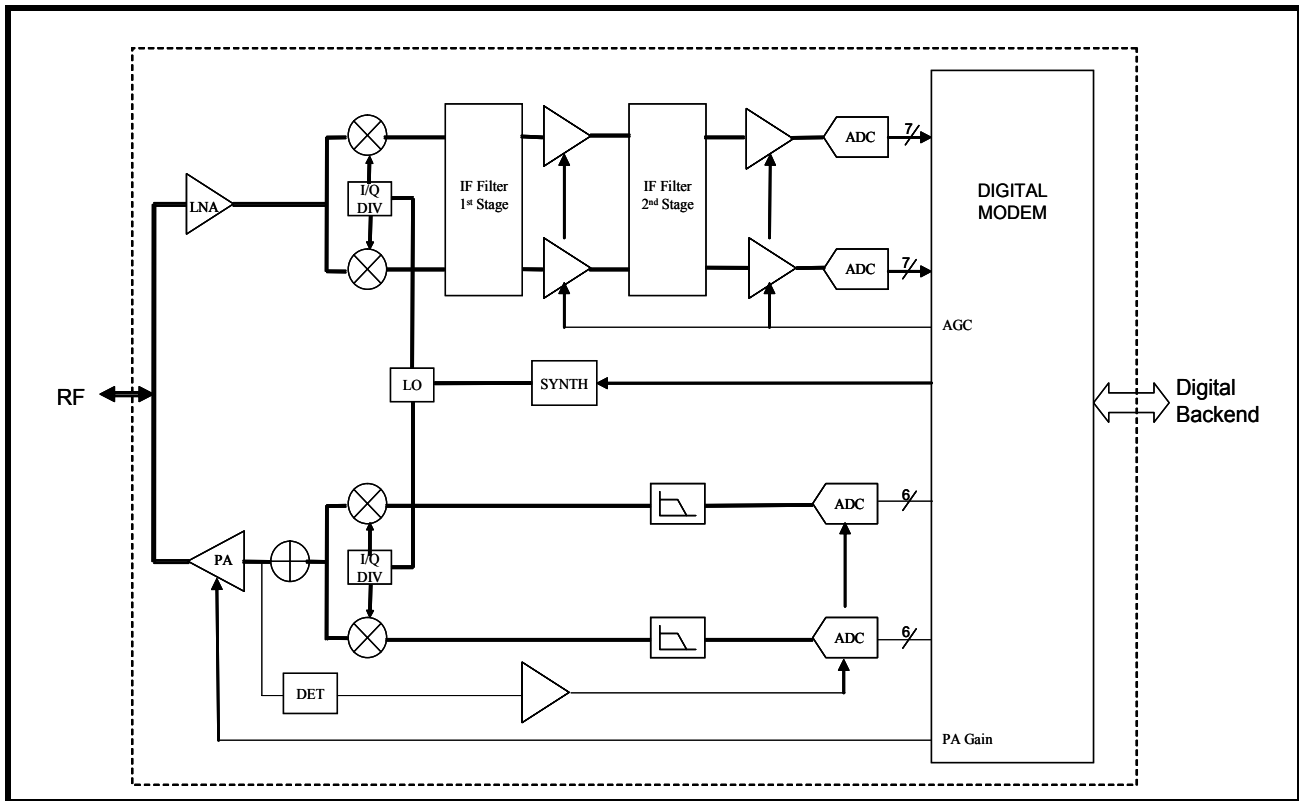 LNA
I/Q
DIV
IF Filter
1st Stage
IF Filter
2nd Stage
ADC
7
DIGITAL
MODEM
ADC
7
AGC
LO
SYNTH
RF
Digital
Backend
PA
I/Q
DIV
ADC
6
ADC
6
DET
PA Gain